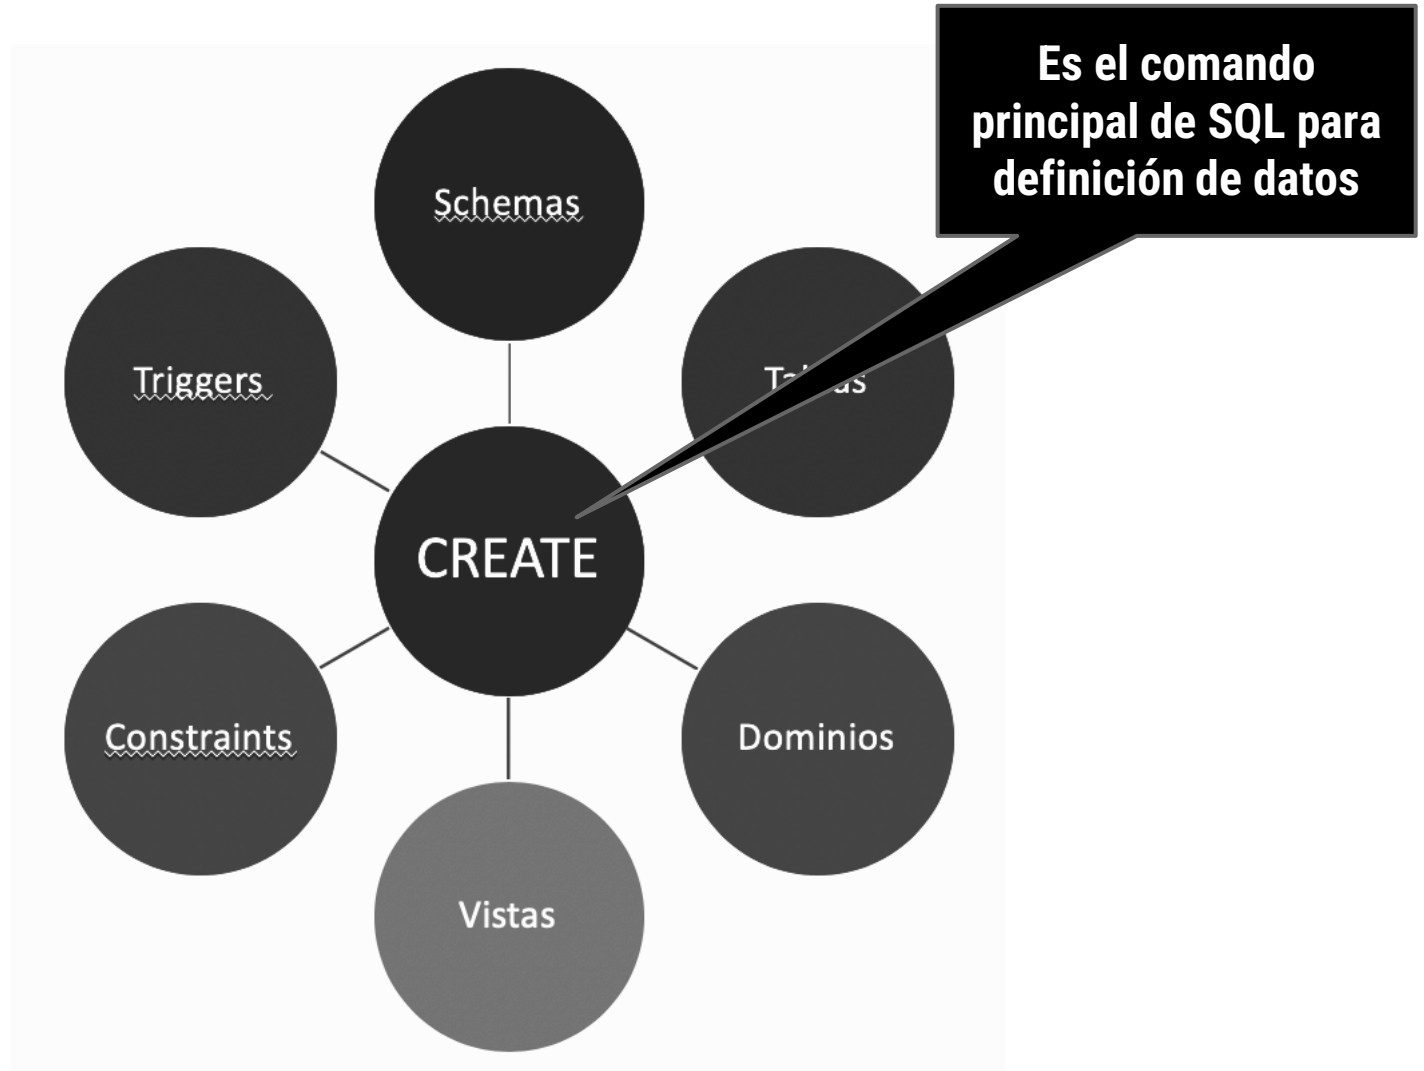 Es el comando
principal de SQL para
definición de datos
Schemas
Triggers
CREATE
Constraints
Dominios
Vistas